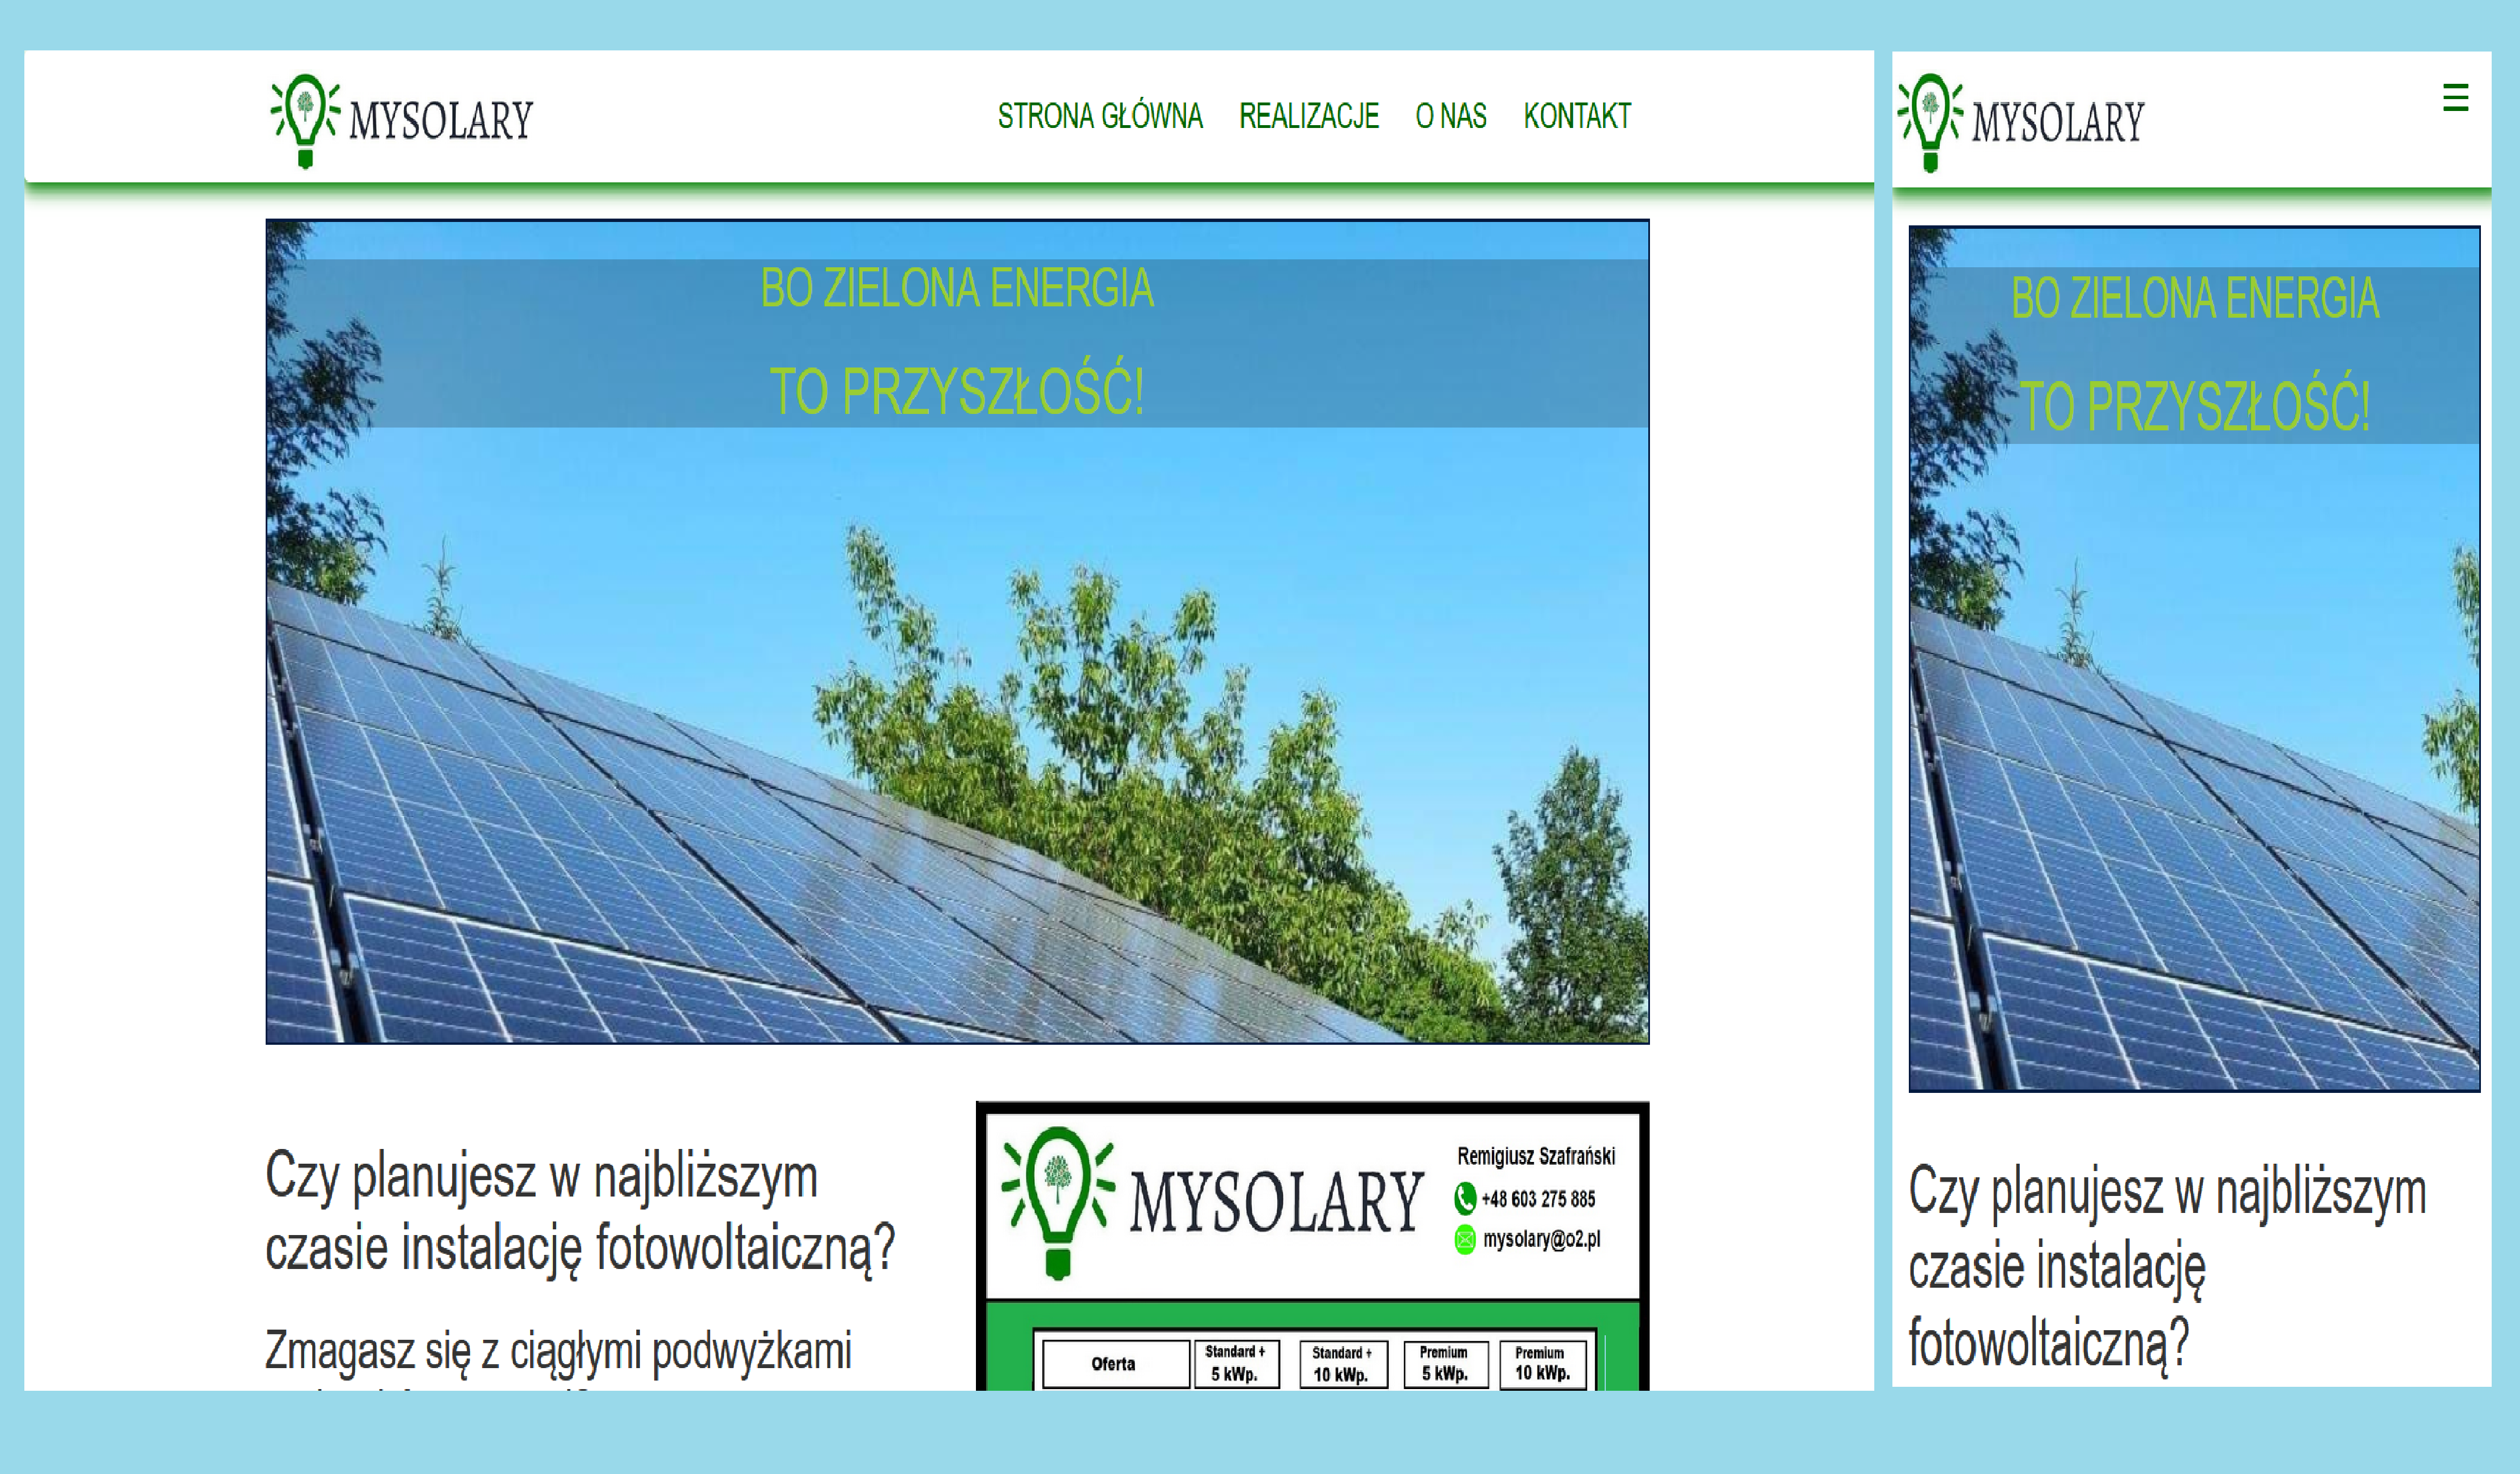 MYSOLARY
STRONA GŁÓWNA REALIZACJE O NAS KONTAKT
BO ZIELONA ENERGIA
TO PRZYSZŁOŚĆ!
Czy planujesz w najbliższym
czasie instalację fotowoltaiczną?
Zmagasz się z ciągłymi podwyżkami
MYSOLARY
Remigiusz Szafrański
+48 603 275 885
mysolary@o2.pl
Oferta
Standard +
5 kWp.
Standard +
10 kWp.
Premium
5 kWp.
Premium
10 kWp.
MYSOLARY
BO ZIELONA ENERGIA
TO PRZYSZŁOŚĆ!
Czy planujesz w najbliższym
czasie instalację
fotowoltaiczną?